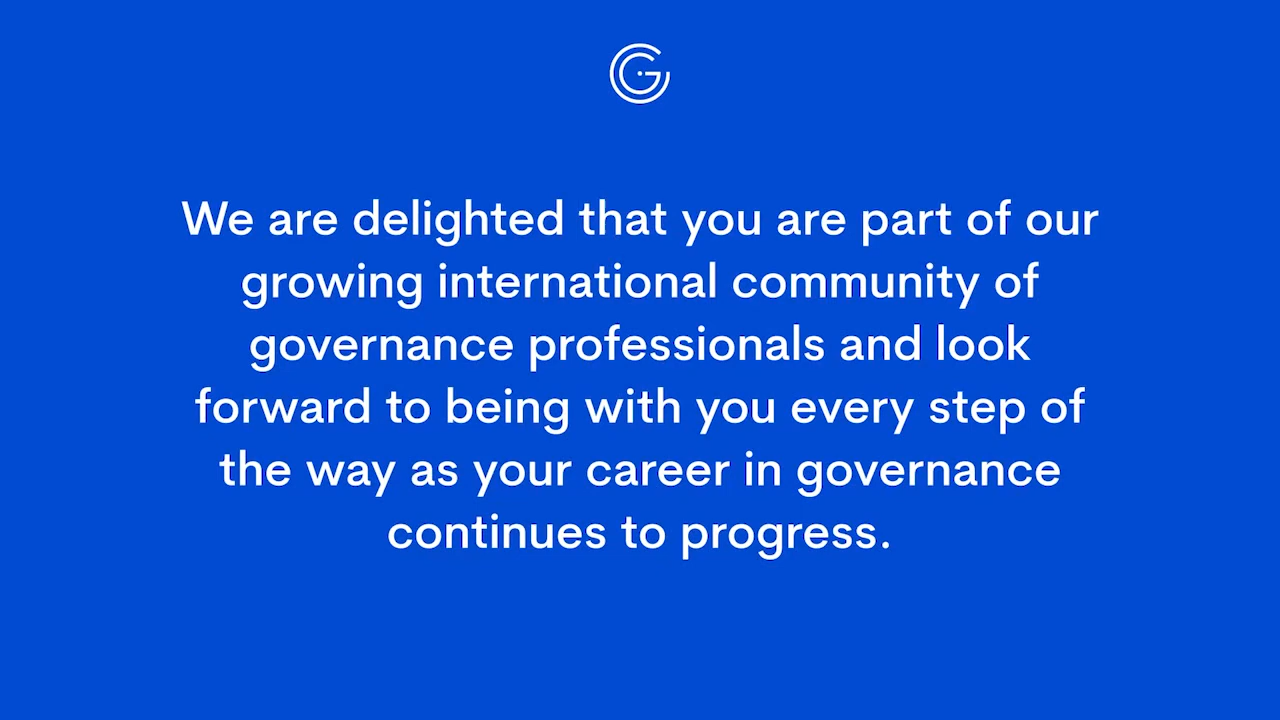 We are delighted that you are part of our
growing international community of
governance professionals and look
forward to being with you every step of
the way as your career in governance
continues to progress.